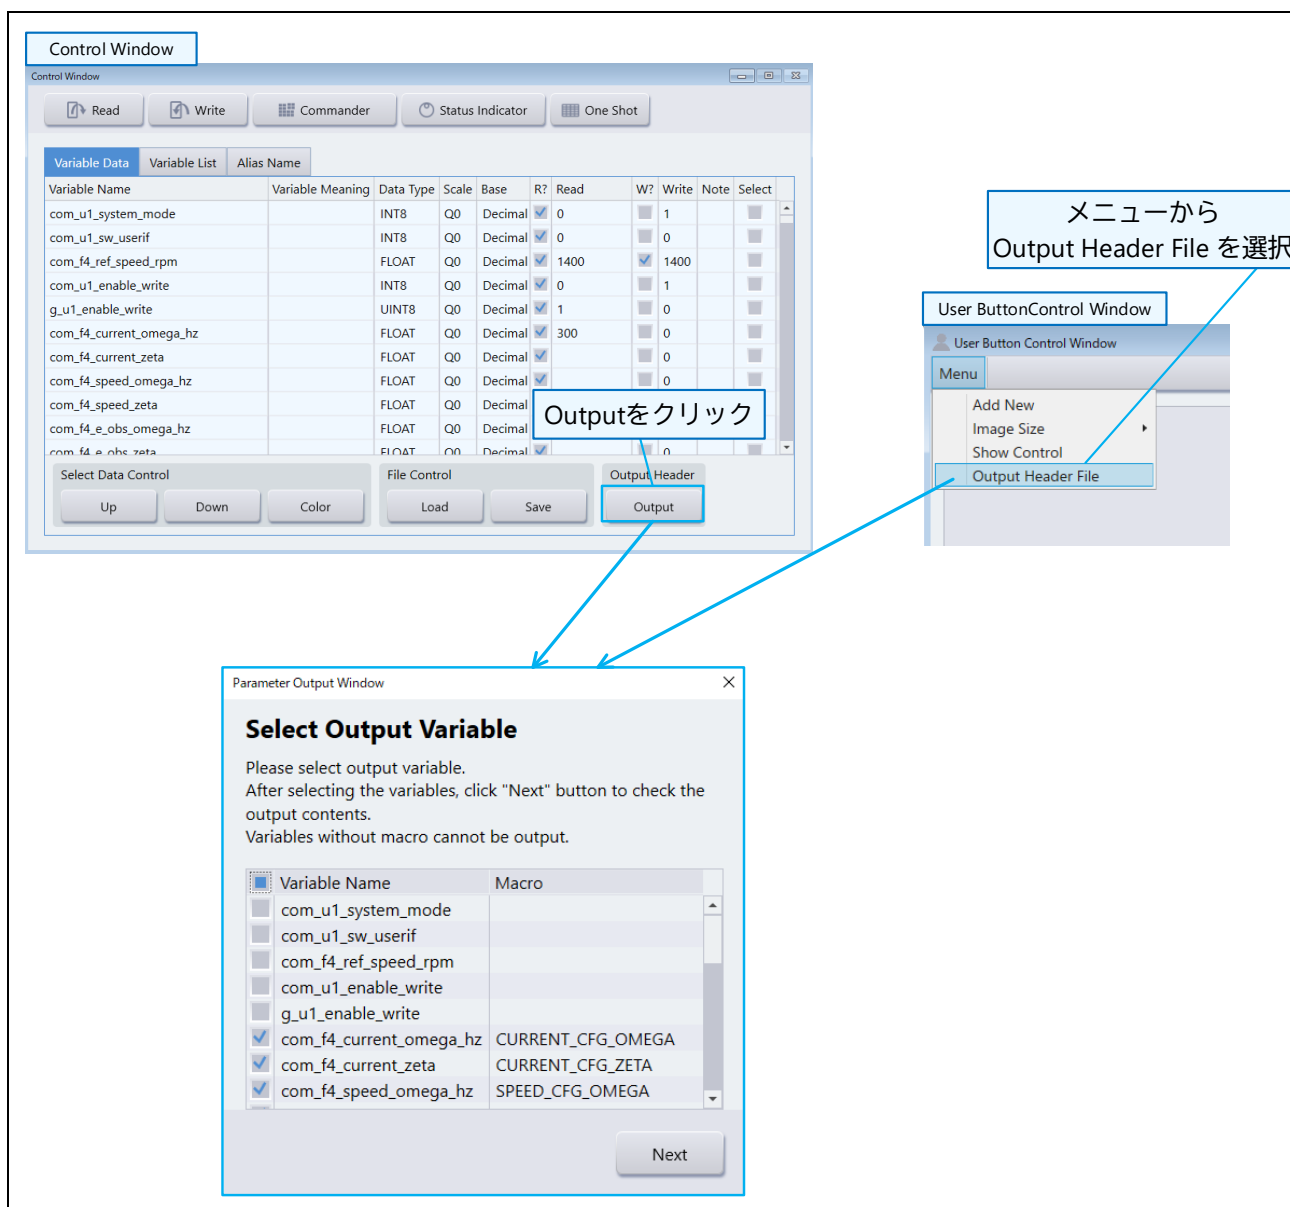 Control Window
Control Window
Read Write Commander Status Indicator One Shot
Variable Data Variable List Alias Name
Variable Name Variable Meaning Data Type Scale Base R? Read W? Write Note Select
com_u1_system_mode INT8 Q0 Decimal 0 1
com_u1_sw_userif INT8 Q0 Decimal 0 0
com_f4_ref_speed_rpm FLOAT Q0 Decimal 1400 1400
com_u1_enable_write INT8 Q0 Decimal 0 1
g_u1_enable_write UINT8 Q0 Decimal 1 0
com_f4_current_omega_hz FLOAT Q0 Decimal 300 0
com_f4_current_zeta FLOAT Q0 Decimal 0
com_f4_speed_omega_hz FLOAT Q0 Decimal 0
com_f4_speed_zeta FLOAT Q0 Decimal
com_f4_e_obs_omega_hz FLOAT Q0 Decimal
com_f4_e_obs_zeta FLOAT Q0 Decimal 0
Outputをクリック
Select Data Control File Control Output Header
Up Down Color Load Save Output
メニューから
Output Header File を選択
User ButtonControl Window
User Button Control Window
Menu
Add New
Image Size
Show Control
Output Header File
Parameter Output Window
Select Output Variable
Please select output variable.
After selecting the variables, click "Next" button to check the
output contents.
Variables without macro cannot be output.
Variable Name Macro
com_u1_system_mode
com_u1_sw_userif
com_f4_ref_speed_rpm
com_u1_enable_write
g_u1_enable_write
com_f4_current_omega_hz CURRENT_CFG_OMEGA
com_f4_current_zeta CURRENT_CFG_ZETA
com_f4_speed_omega_hz SPEED_CFG_OMEGA
Next